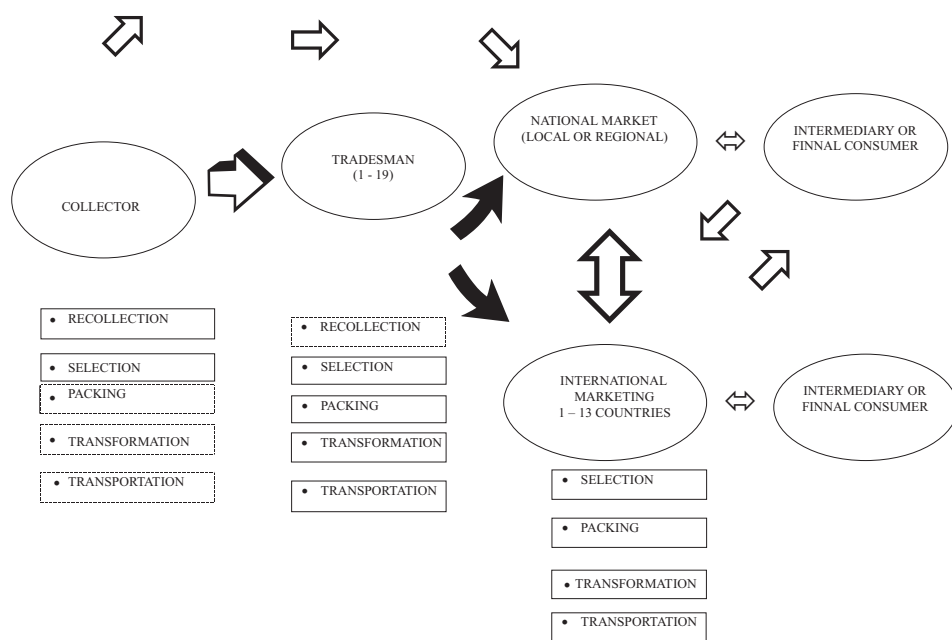 NATIONAL MARKET
(LOCAL OR REGIONAL)
INTERMEDIARY OR
FINNAL CONSUMER
TRADESMAN
(1 - 19)
COLLECTOR
• RECOLLECTION
• SELECTION
• PACKING
• TRANSFORMATION
• TRANSPORTATION
• RECOLLECTION
• SELECTION
• PACKING
• TRANSFORMATION
• TRANSPORTATION
INTERNATIONAL
MARKETING
1 – 13 COUNTRIES
INTERMEDIARY OR
FINNAL CONSUMER
• SELECTION
• PACKING
• TRANSFORMATION
• TRANSPORTATION